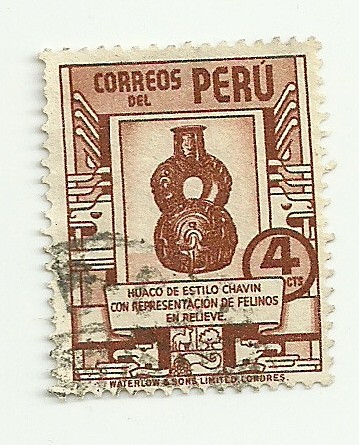 CORREOS DEL PERÚ
4 CTS
HUACO DE ESTILO CHAVIN
CON REPRESENTACIÓN DE FELINOS
EN RELIEVE.
WATERLOW & SONS LIMITED, LONDRES.